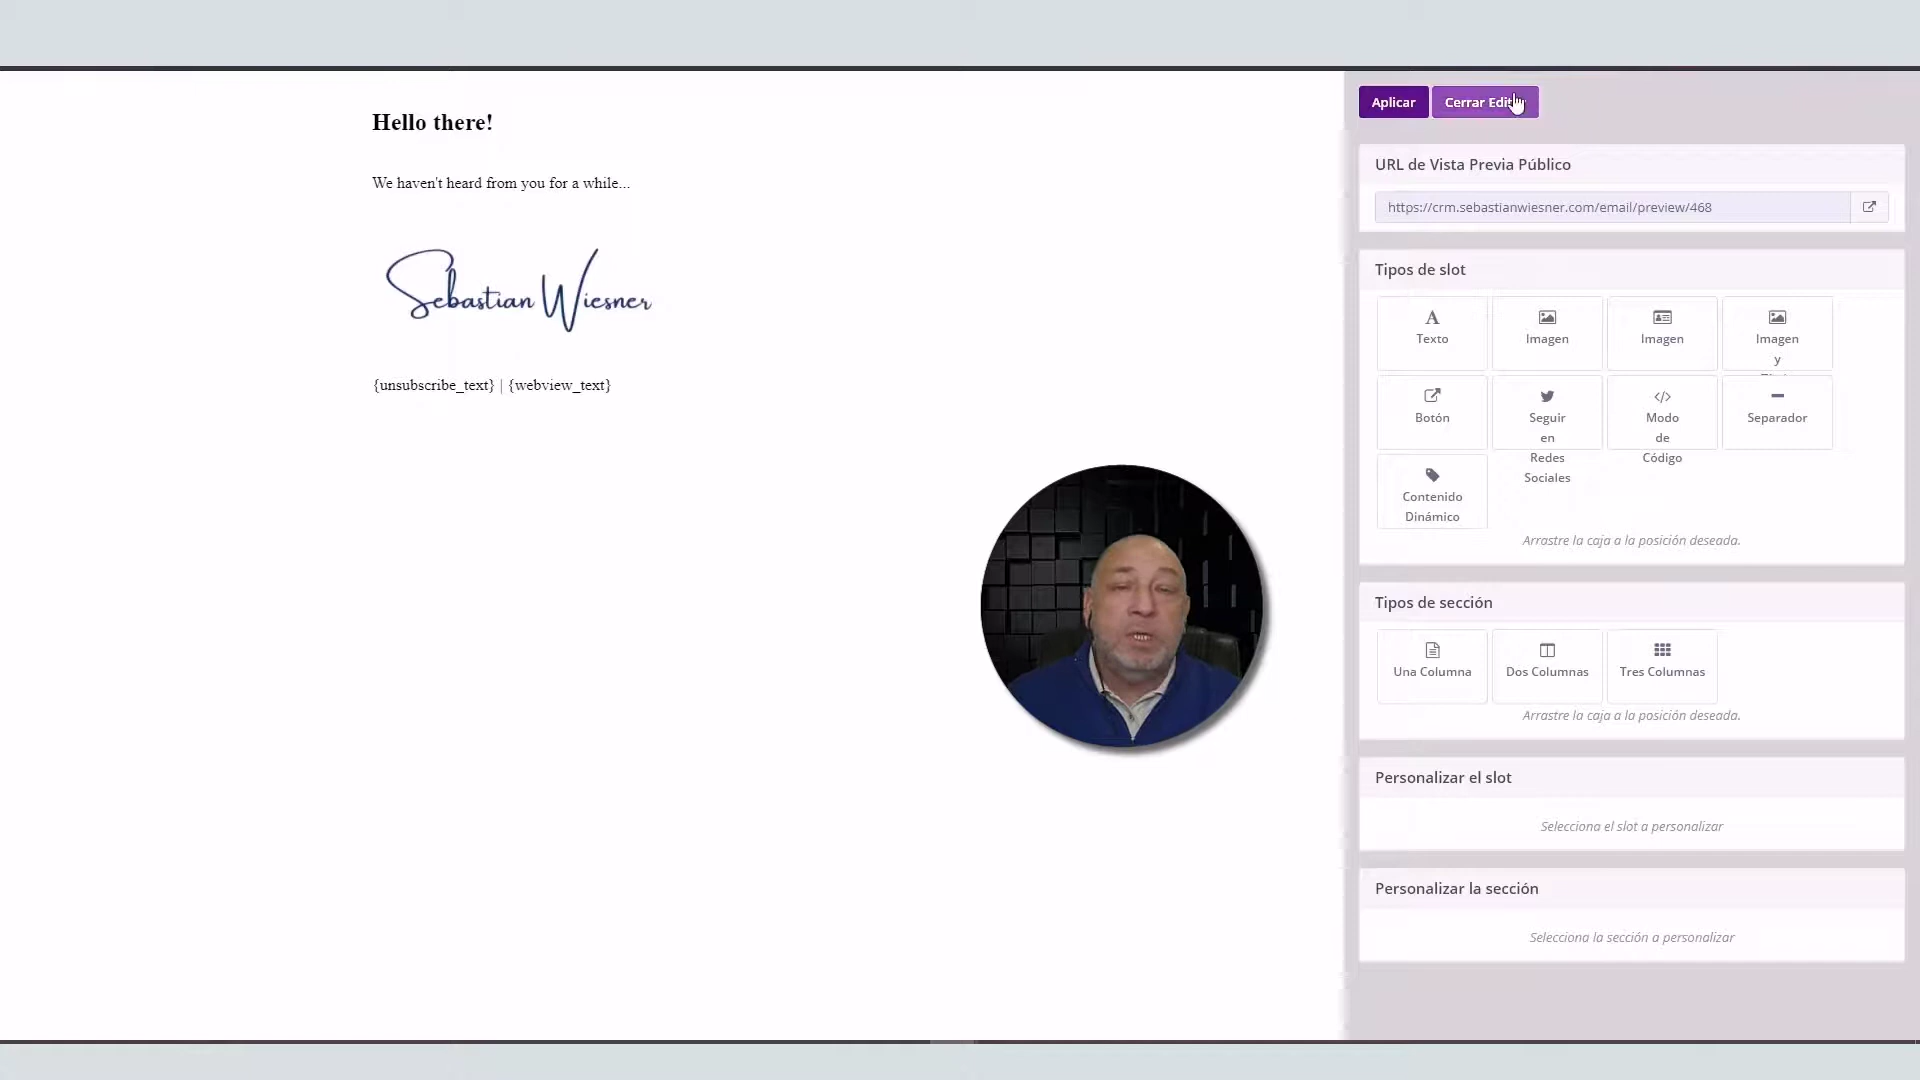 Hello there!
We haven't heard from you for a while...
Sebastian Wiesner
{unsubscribe_text} | {webview_text}
Aplicar
Cerrar Edit
URL de Vista Previa Público
https://crm.sebastianwiesner.com/email/preview/468
Tipos de slot
Texto
Imagen
Imagen
Imagen
y
Botón
Seguir
en
Redes
Sociales
Modo
de
Código
Separador
Contenido
Dinámico
Arrastre la caja a la posición deseada.
Tipos de sección
Una Columna
Dos Columnas
Tres Columnas
Arrastre la caja a la posición deseada.
Personalizar el slot
Selecciona el slot a personalizar
Personalizar la sección
Selecciona la sección a personalizar